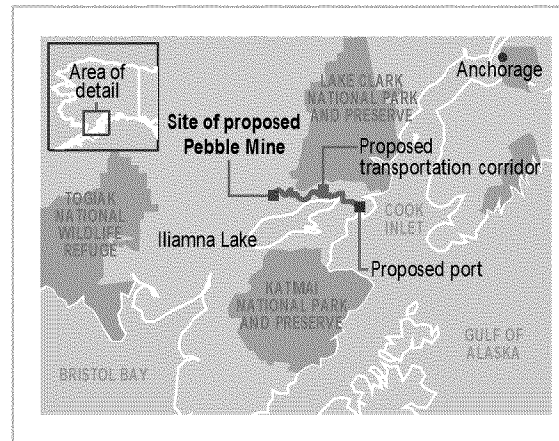 Area of
detail
Anchorage
LAKE CLARK
NATIONAL PARK
AND PRESERVE
Site of proposed
Pebble Mine
Proposed
transportation corridor
TOGIAK
NATIONAL
WILDLIFE
REFUGE
Iliamna Lake
COOK
INLET
Proposed port
KATMAI
NATIONAL PARK
AND PRESERVE
GULF OF
ALASKA
BRISTOL BAY